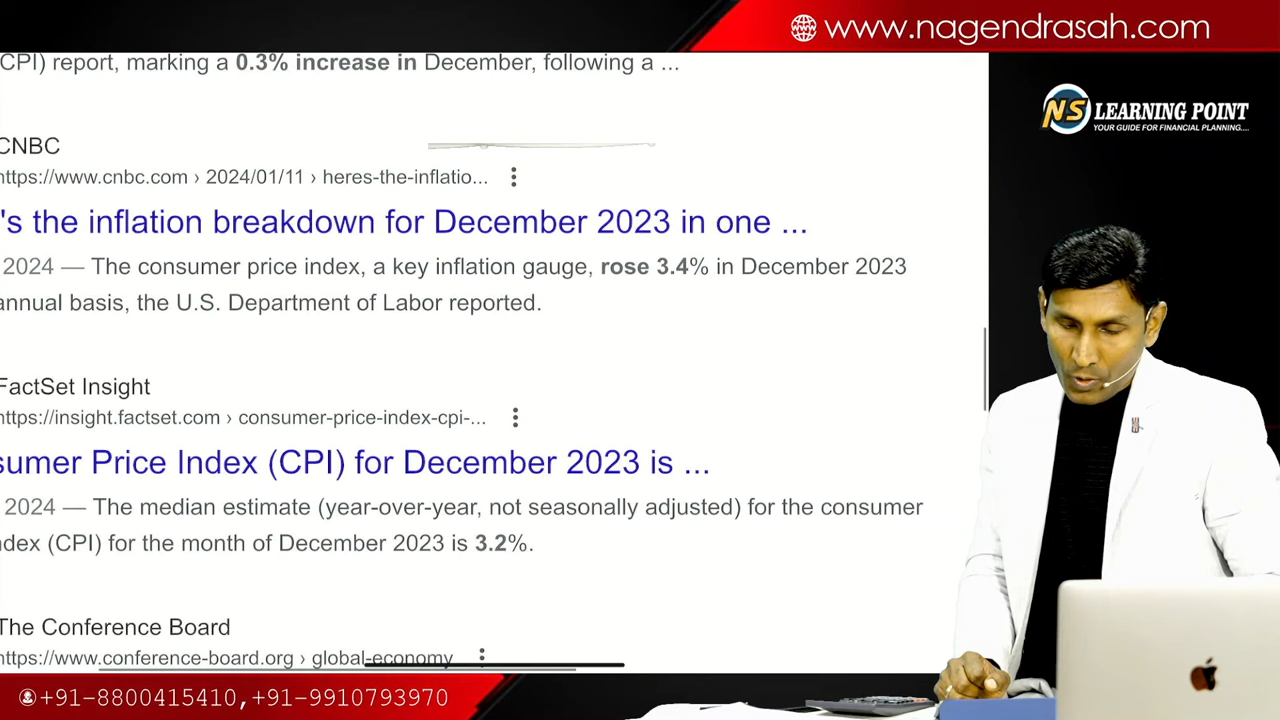 www.nagendrasah.com
CPI) report, marking a 0.3% increase in December, following a ...
NS LEARNING POINT
YOUR GUIDE FOR FINANCIAL PLANNING....
CNBC
https://www.cnbc.com › 2024/01/11 › heres-the-inflatio...
's the inflation breakdown for December 2023 in one ...
2024 — The consumer price index, a key inflation gauge, rose 3.4% in December 2023
annual basis, the U.S. Department of Labor reported.
FactSet Insight
https://insight.factset.com › consumer-price-index-cpi-...
sumer Price Index (CPI) for December 2023 is ...
2024 — The median estimate (year-over-year, not seasonally adjusted) for the consumer
ndex (CPI) for the month of December 2023 is 3.2%.
The Conference Board
https://www.conference-board.org › global-economy
+91-8800415410,+91-9910793970